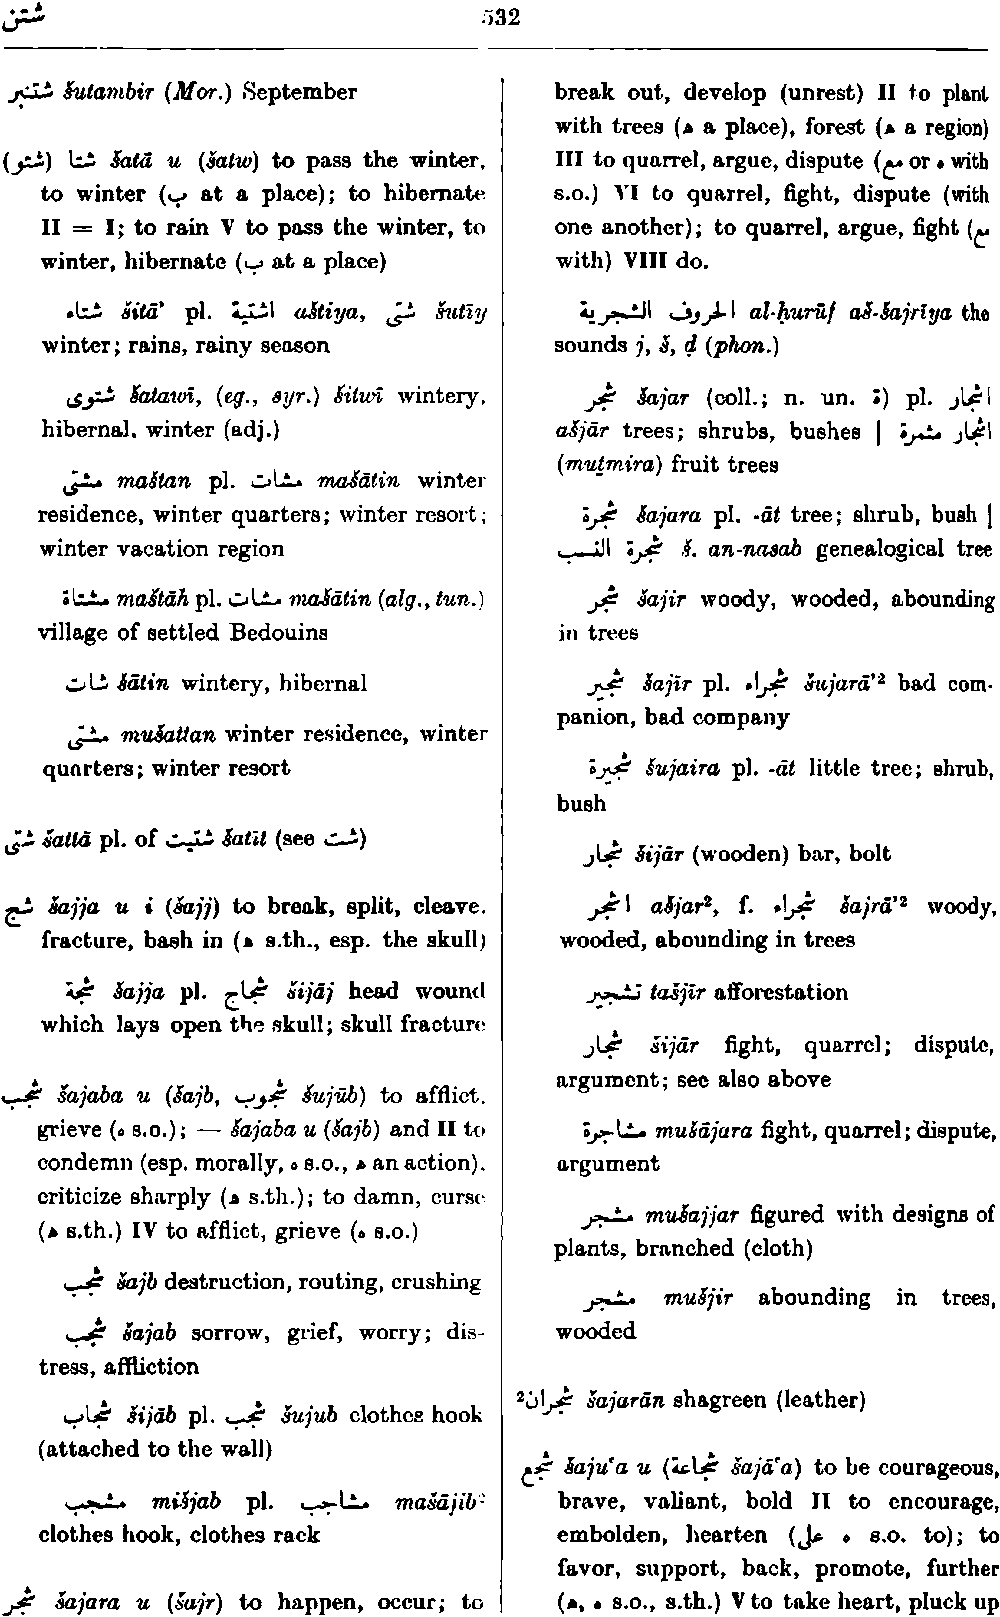 شتن
532
شتنبر šutambir (Mor.) September
(شتو) شتا šatā u (šatw) to pass the winter,
to winter (ب at a place); to hibernate
II = I; to rain V to pass the winter, to
winter, hibernate (ب at a place)
شتاء šitā' pl. اشتية aštiya, شتى šutīy
winter; rains, rainy season
شتوى šatawī, (eg., syr.) šitwī wintery,
hibernal, winter (adj.)
مشتى maštan pl. مشات mašātin winter
residence, winter quarters; winter resort;
winter vacation region
مشتاة maštāh pl. مشات mašātin (alg., tun.)
village of settled Bedouins
شات šātin wintery, hibernal
مشتى mušattan winter residence, winter
quarters; winter resort
شتى šattā pl. of شتيت šatīt (see شت)
شج šajja u i (šajj) to break, split, cleave,
fracture, bash in (ه s.th., esp. the skull)
شجة šajja pl. شجاج šijāj head wound
which lays open the skull; skull fracture
شجب šajaba u (šajb, شجوب šujūb) to afflict,
grieve (ه s.o.); — šajaba u (šajb) and II to
condemn (esp. morally, ه s.o., ه an action),
criticize sharply (ه s.th.); to damn, curse
(ه s.th.) IV to afflict, grieve (ه s.o.)
شجب šajb destruction, routing, crushing
شجب šajab sorrow, grief, worry; dis-
tress, affliction
شجاب šijāb pl. شجب šujub clothes hook
(attached to the wall)
مشجب mišjab pl. مشاجب mašājib²
clothes hook, clothes rack
شجر šajara u (šajr) to happen, occur; to
break out, develop (unrest) II to plant
with trees (ه a place), forest (ه a region)
III to quarrel, argue, dispute (مع or ه with
s.o.) VI to quarrel, fight, dispute (with
one another); to quarrel, argue, fight (مع
with) VIII do.
الحروف الشجرية al-ḥurūf aš-šajrīya the
sounds j, š, ḍ (phon.)
شجر šajar (coll.; n. un. ة) pl. اشجار
ašjār trees; shrubs, bushes | اشجار مثمرة
(muṯmira) fruit trees
شجرة šajara pl. -āt tree; shrub, bush |
شجرة النسب š. an-nasab genealogical tree
شجر šajir woody, wooded, abounding
in trees
شجير šajīr pl. شجراء šujarā'² bad com-
panion, bad company
شجيرة šujaira pl. -āt little tree; shrub,
bush
شجار šijār (wooden) bar, bolt
اشجر ašjar², f. شجراء šajrā'² woody,
wooded, abounding in trees
تشجير tašjīr afforestation
شجار šijār fight, quarrel; dispute,
argument; see also above
مشاجرة mušājara fight, quarrel; dispute,
argument
مشجر mušajjar figured with designs of
plants, branched (cloth)
مشجر mušjir abounding in trees,
wooded
شجران² šajarān shagreen (leather)
شجع šaju‘a u (شجاعة šajā‘a) to be courageous,
brave, valiant, bold II to encourage,
embolden, hearten (على ه s.o. to); to
favor, support, back, promote, further
(ه, ه s.o., s.th.) V to take heart, pluck up